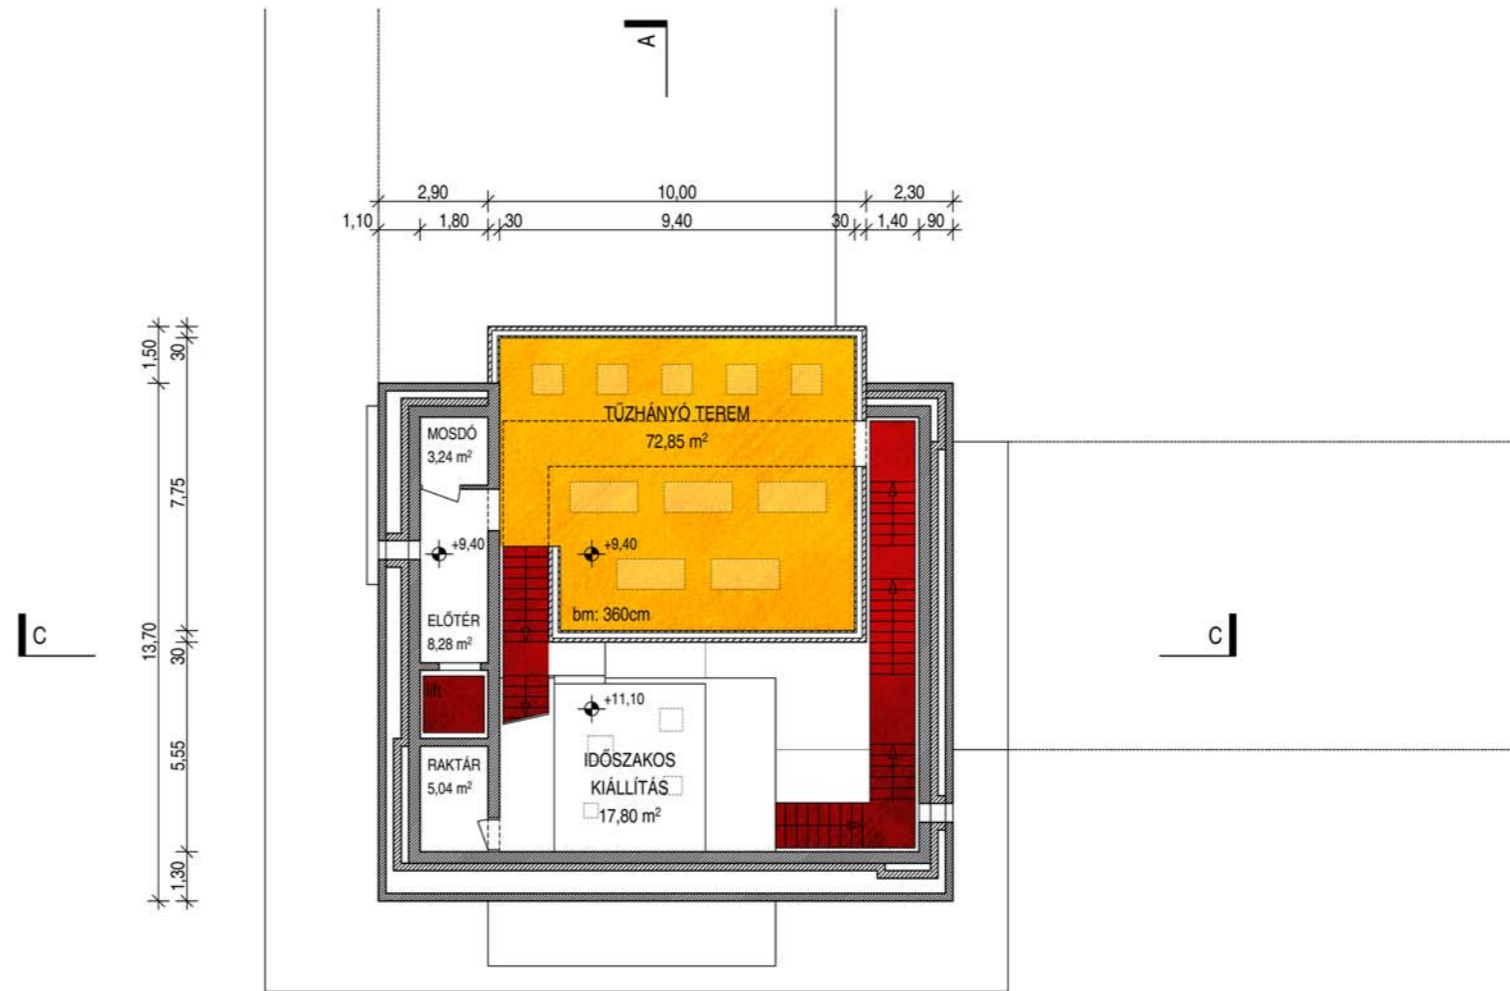 A
2,90 10,00 2,30
1,10 1,80 30 9,40 30 1,40 90
1,50
30
TŰZHÁNYÓ TEREM
72,85 m²
MOSDÓ
3,24 m²
7,75
+9,40
+9,40
bm: 360cm
ELŐTÉR
8,28 m²
C
C
13,70
30
lift
+11,10
5,55
IDŐSZAKOS
KIÁLLÍTÁS
17,80 m²
RAKTÁR
5,04 m²
1,30